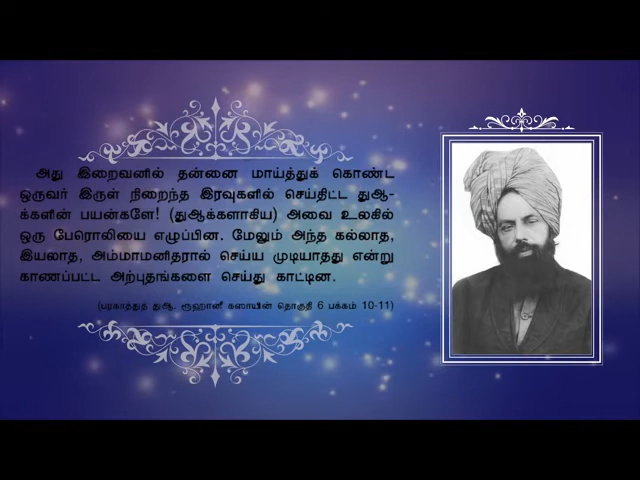 அது இறைவனில் தன்னை மாய்த்துக் கொண்ட
ஒருவர் இருள் நிறைந்த இரவுகளில் செய்திட்ட துஆ-
க்களின் பயன்களே! (துஆக்களாகிய) அவை உலகில்
ஒரு பேரொலியை எழுப்பின. மேலும் அந்த கல்லாத,
இயலாத, அம்மாமனிதரால் செய்ய முடியாதது என்று
காணப்பட்ட அற்புதங்களை செய்து காட்டின.
(பரகாத்துத் துஆ. ரூஹானீ கஸாயின் தொகுதி 6 பக்கம் 10-11)